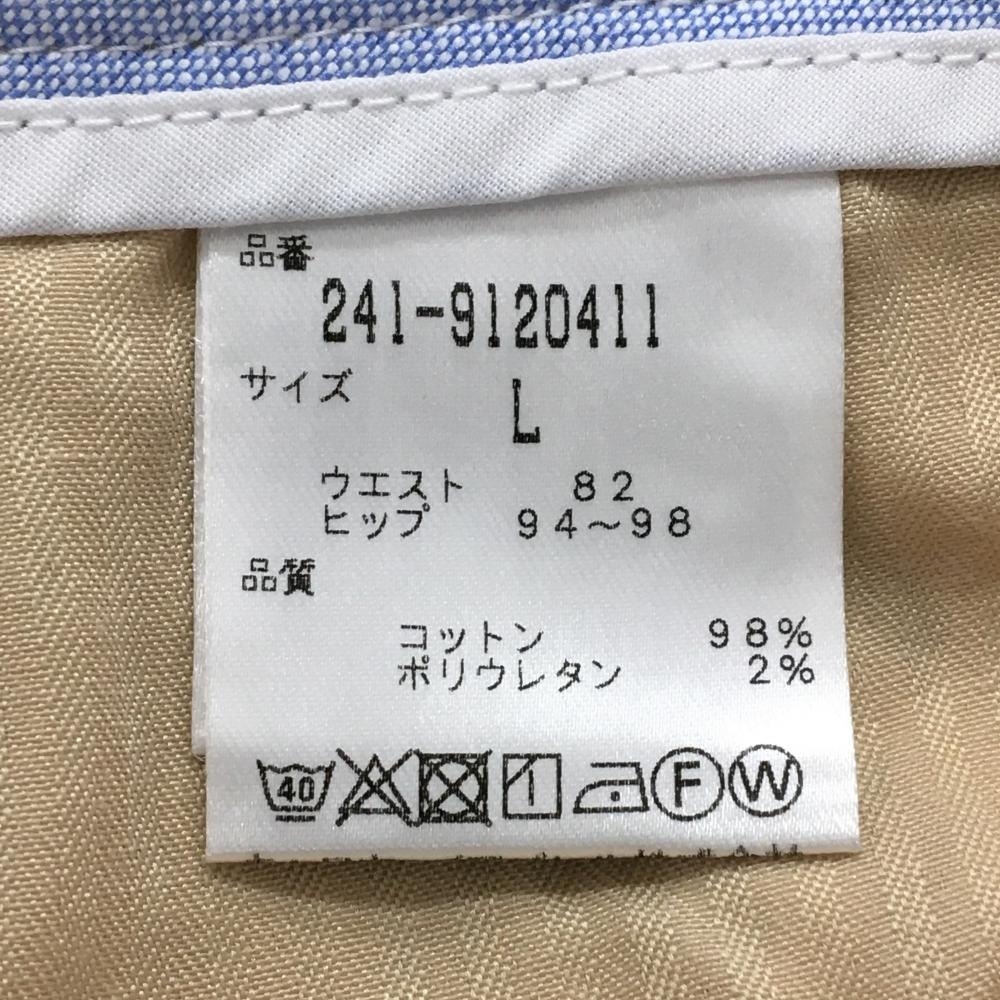 品番
241-9120411
サイズ
L
ウエスト 82
ヒップ 94～98
品質
コットン 98%
ポリウレタン 2%
40 F W